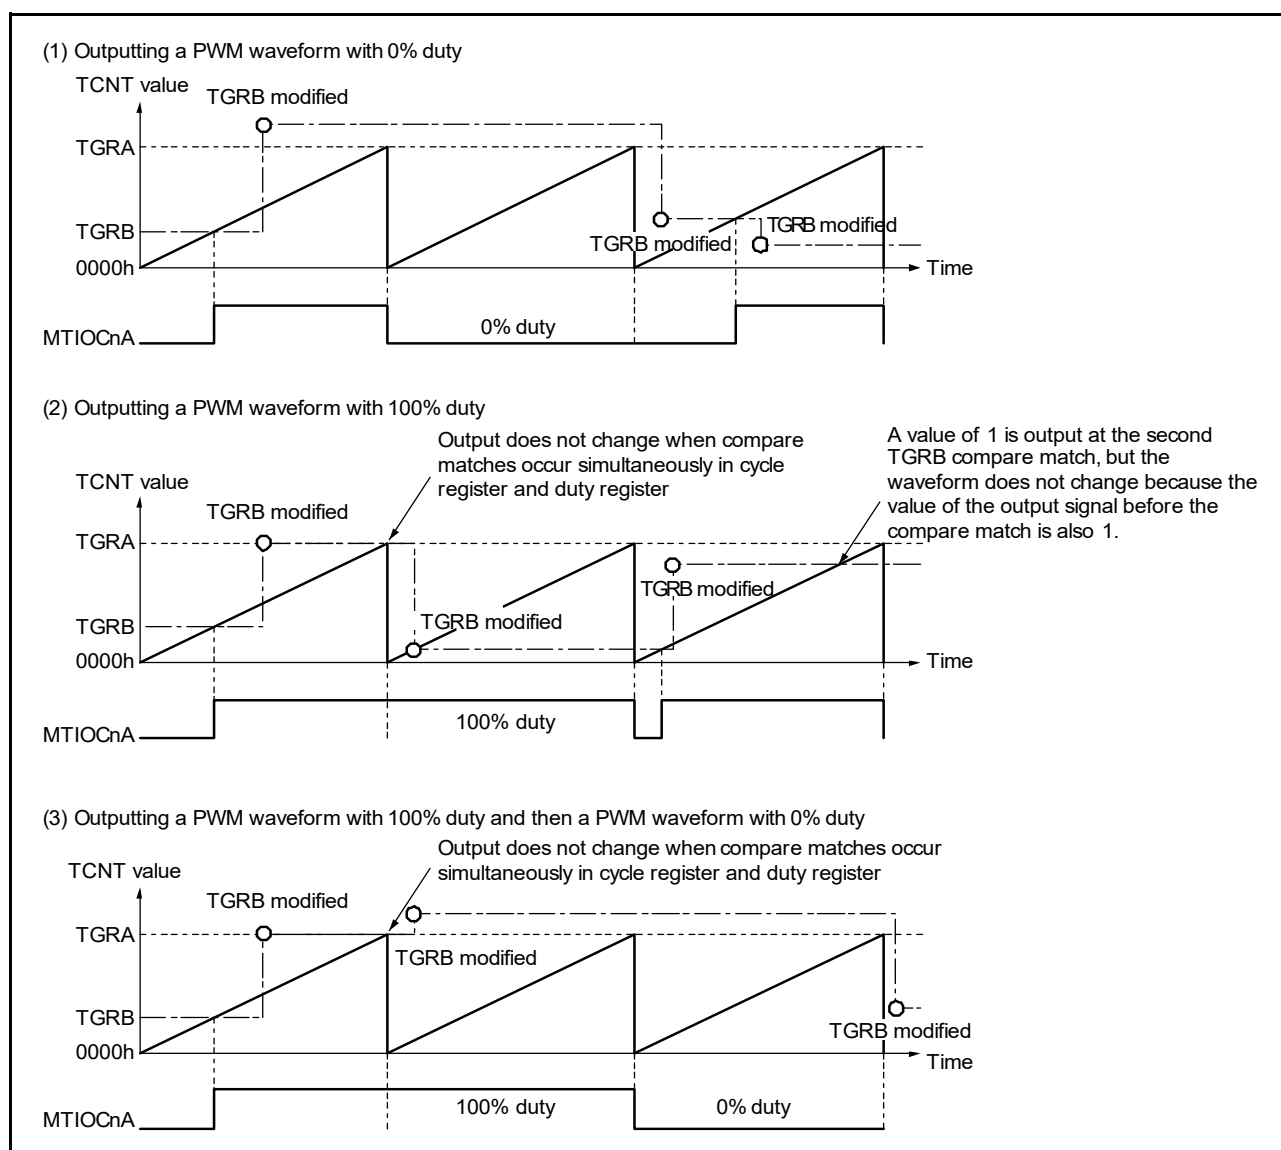 (1) Outputting a PWM waveform with 0% duty
TCNT value
TGRB modified
TGRA
TGRB
TGRB modified
TGRB modified
0000h
Time
MTIOCnA
0% duty
(2) Outputting a PWM waveform with 100% duty
Output does not change when compare
matches occur simultaneously in cycle
register and duty register
A value of 1 is output at the second
TGRB compare match, but the
waveform does not change because the
value of the output signal before the
compare match is also 1.
TCNT value
TGRB modified
TGRA
TGRB modified
TGRB
TGRB modified
0000h
Time
MTIOCnA
100% duty
(3) Outputting a PWM waveform with 100% duty and then a PWM waveform with 0% duty
Output does not change when compare matches occur
simultaneously in cycle register and duty register
TCNT value
TGRB modified
TGRA
TGRB modified
TGRB
TGRB modified
0000h
Time
MTIOCnA
100% duty
0% duty